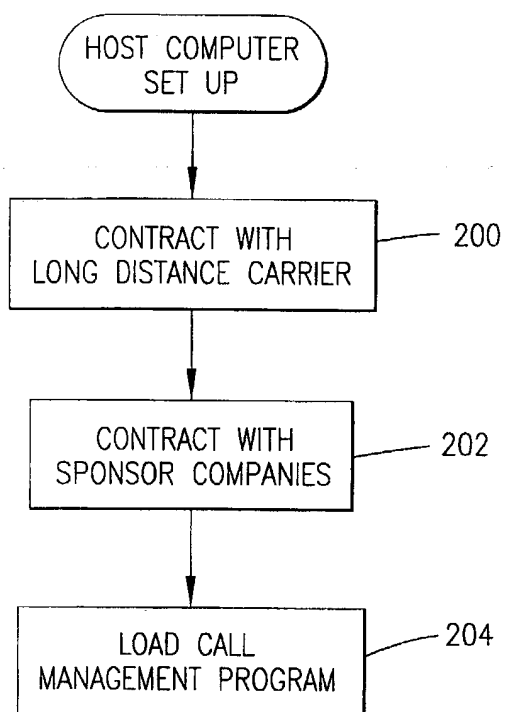 HOST COMPUTER
SET UP
CONTRACT WITH
LONG DISTANCE CARRIER
200
CONTRACT WITH
SPONSOR COMPANIES
202
LOAD CALL
MANAGEMENT PROGRAM
204